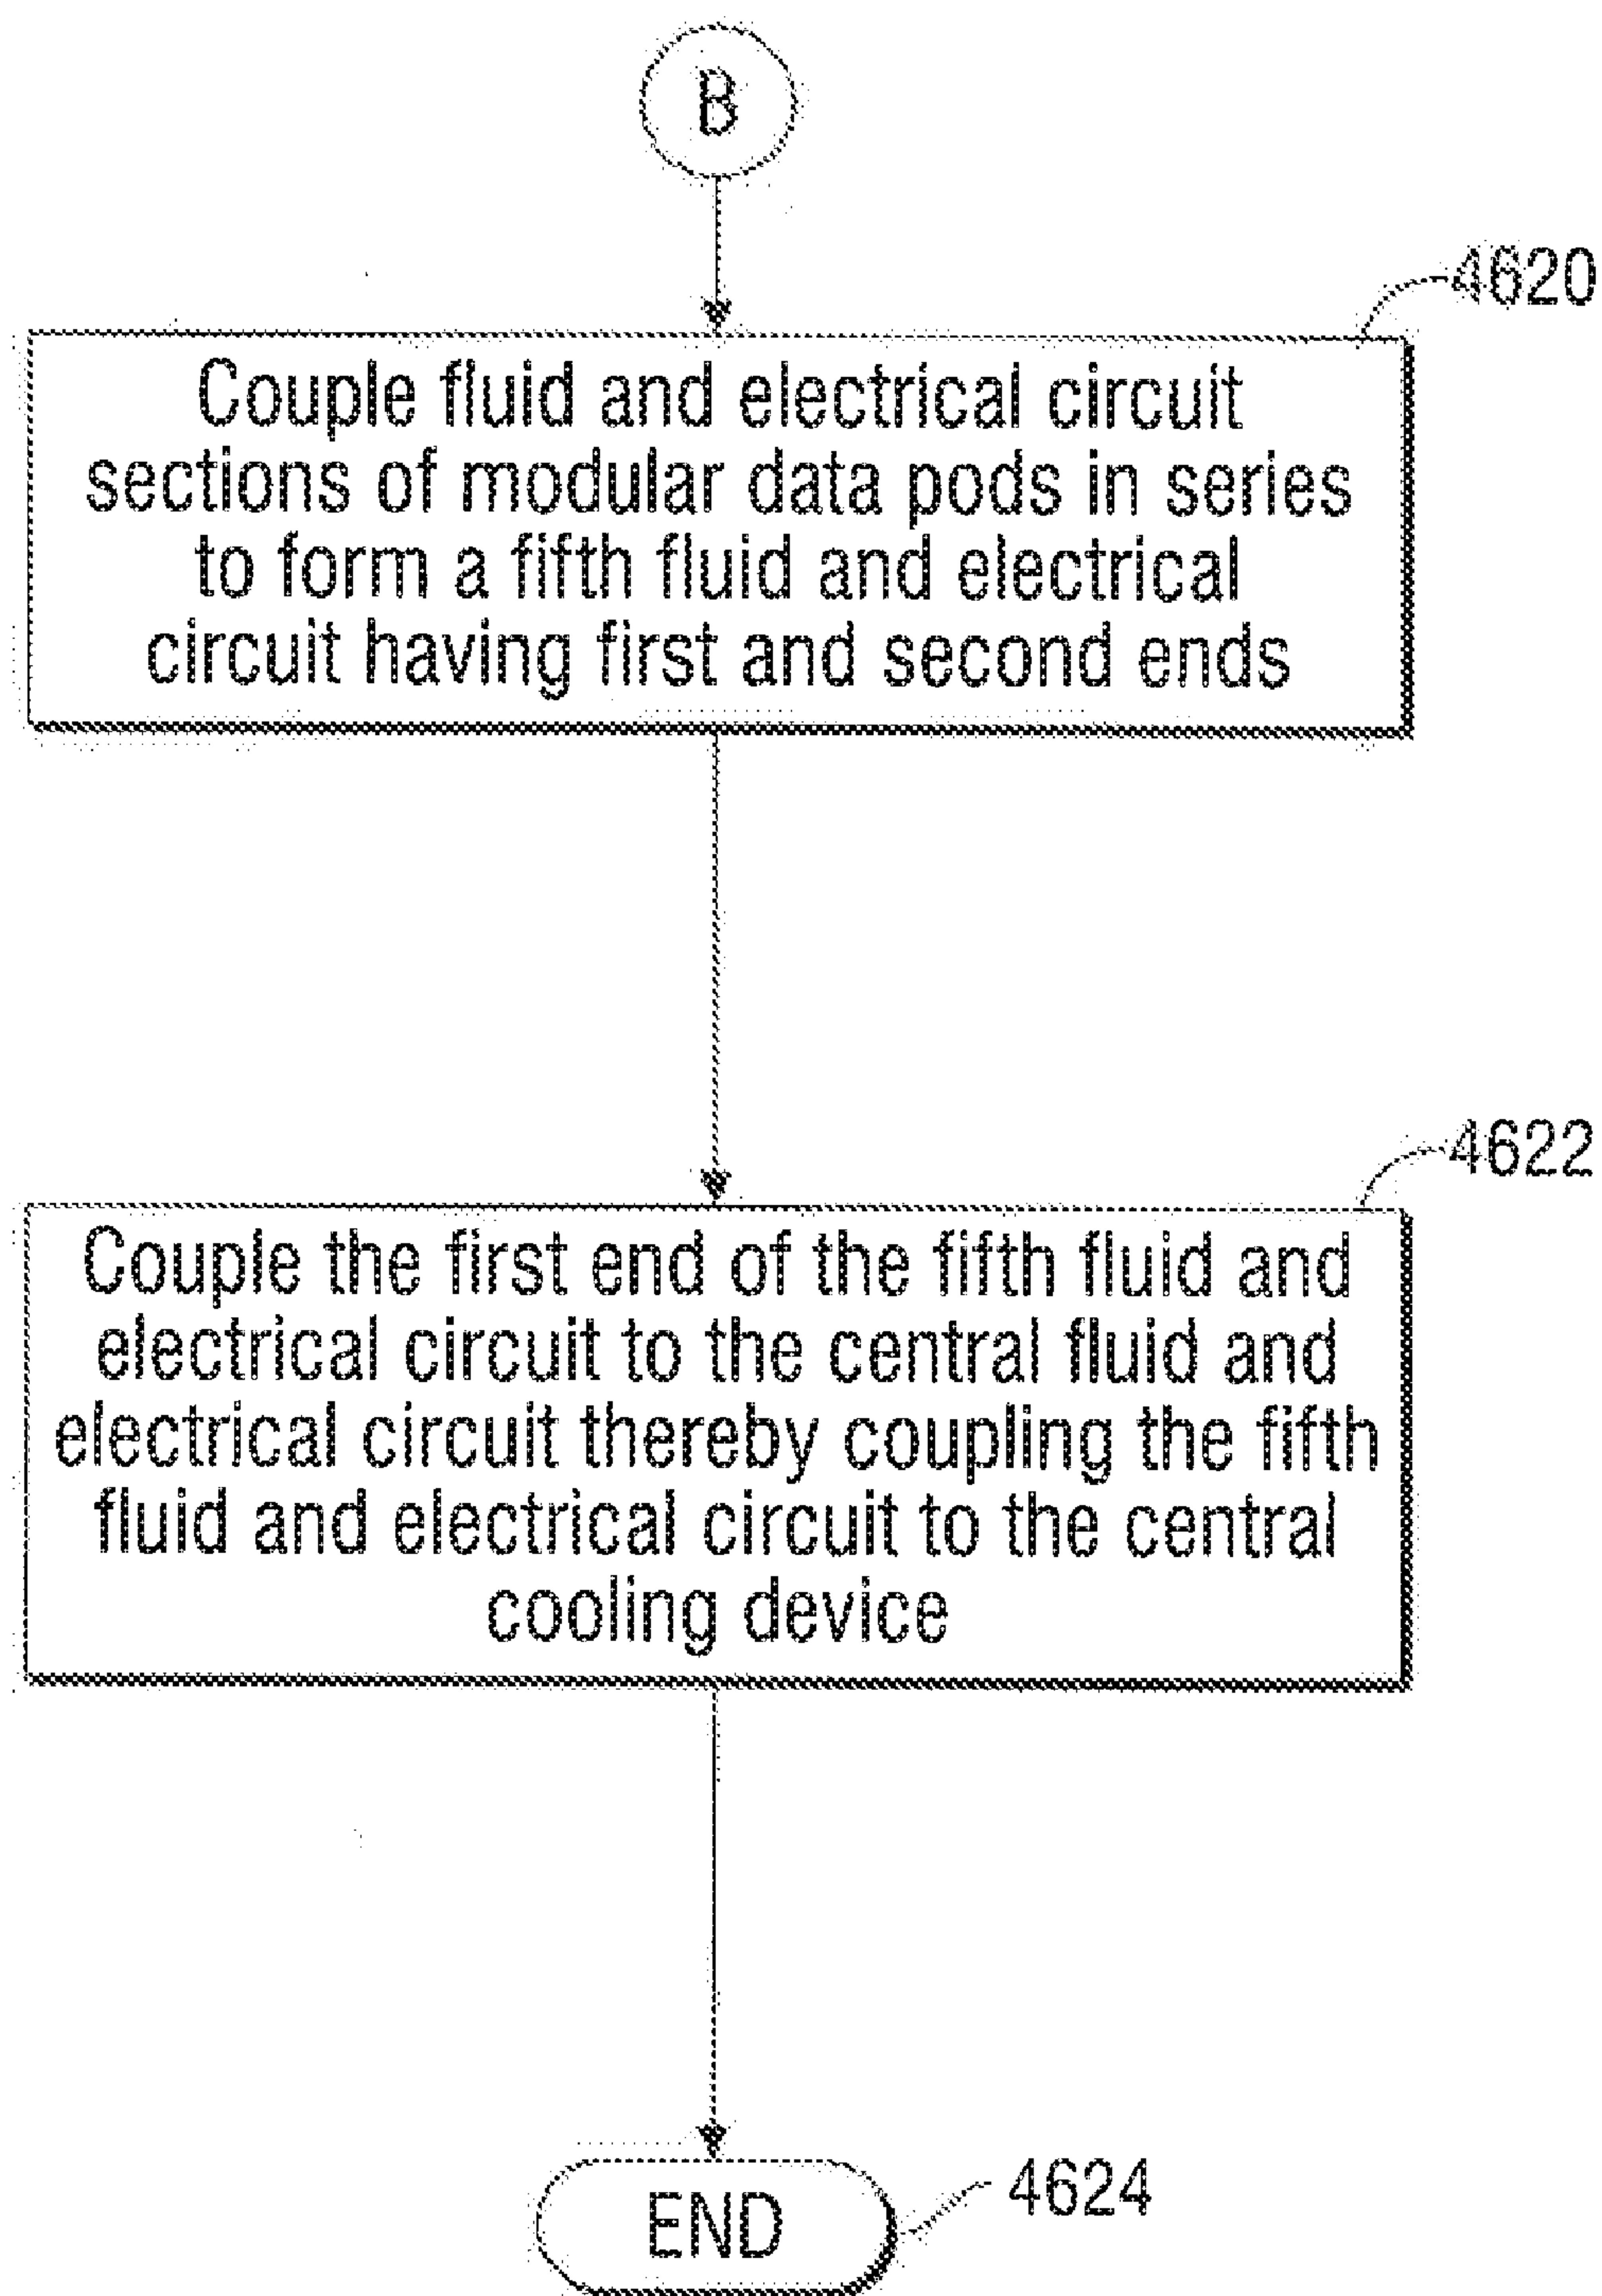 B
4620
Couple fluid and electrical circuit
sections of modular data pods in series
to form a fifth fluid and electrical
circuit having first and second ends
4622
Couple the first end of the fifth fluid and
electrical circuit to the central fluid and
electrical circuit thereby coupling the fifth
fluid and electrical circuit to the central
cooling device
END
4624